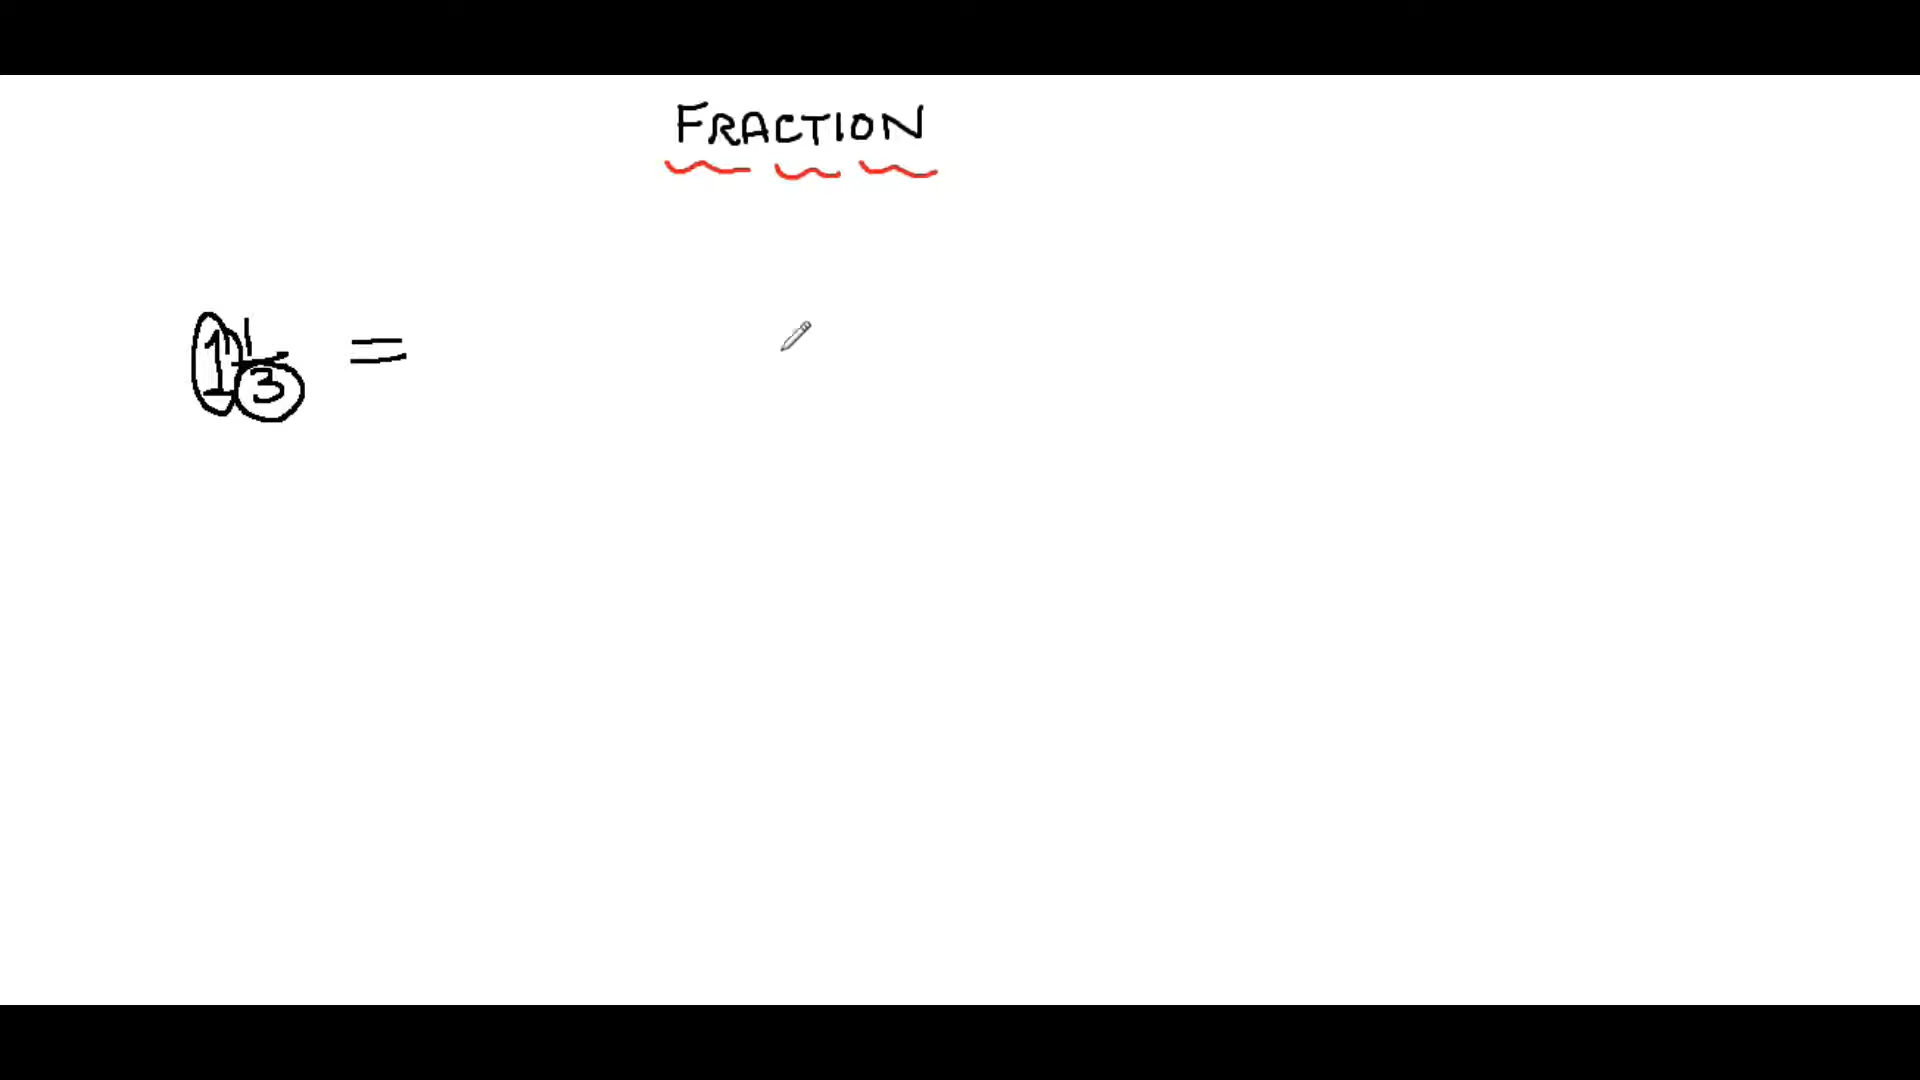 FRACTION
1 1/3 =